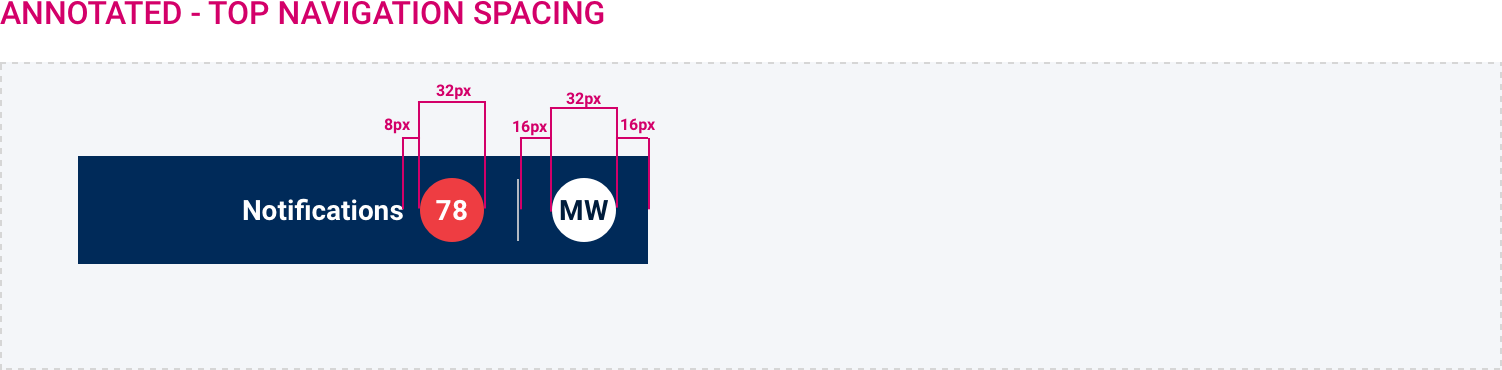 ANNOTATED - TOP NAVIGATION SPACING
32px
32px
8px
16px
16px
Notifications
78
MW